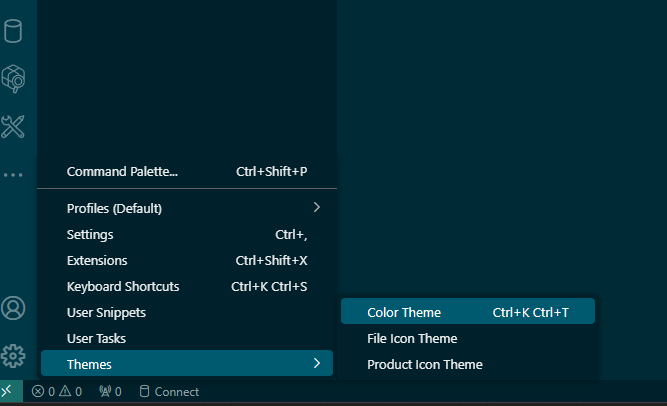 Command Palette... Ctrl+Shift+P
Profiles (Default)
Settings Ctrl+,
Extensions Ctrl+Shift+X
Keyboard Shortcuts Ctrl+K Ctrl+S
User Snippets
User Tasks
Themes
Color Theme Ctrl+K Ctrl+T
File Icon Theme
Product Icon Theme
0 0 0 Connect